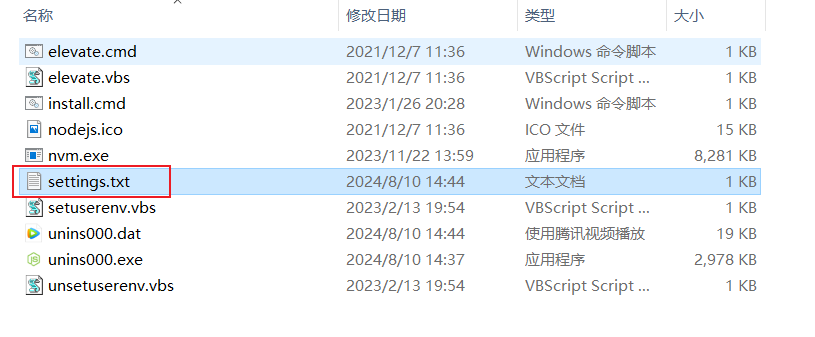 名称 修改日期 类型 大小
elevate.cmd 2021/12/7 11:36 Windows 命令脚本 1 KB
elevate.vbs 2021/12/7 11:36 VBScript Script ... 1 KB
install.cmd 2023/1/26 20:28 Windows 命令脚本 1 KB
nodejs.ico 2021/12/7 11:36 ICO 文件 15 KB
nvm.exe 2023/11/22 13:59 应用程序 8,281 KB
settings.txt 2024/8/10 14:44 文本文档 1 KB
setuserenv.vbs 2023/2/13 19:54 VBScript Script ... 1 KB
unins000.dat 2024/8/10 14:44 使用腾讯视频播放 19 KB
unins000.exe 2024/8/10 14:37 应用程序 2,978 KB
unsetuserenv.vbs 2023/2/13 19:54 VBScript Script ... 1 KB